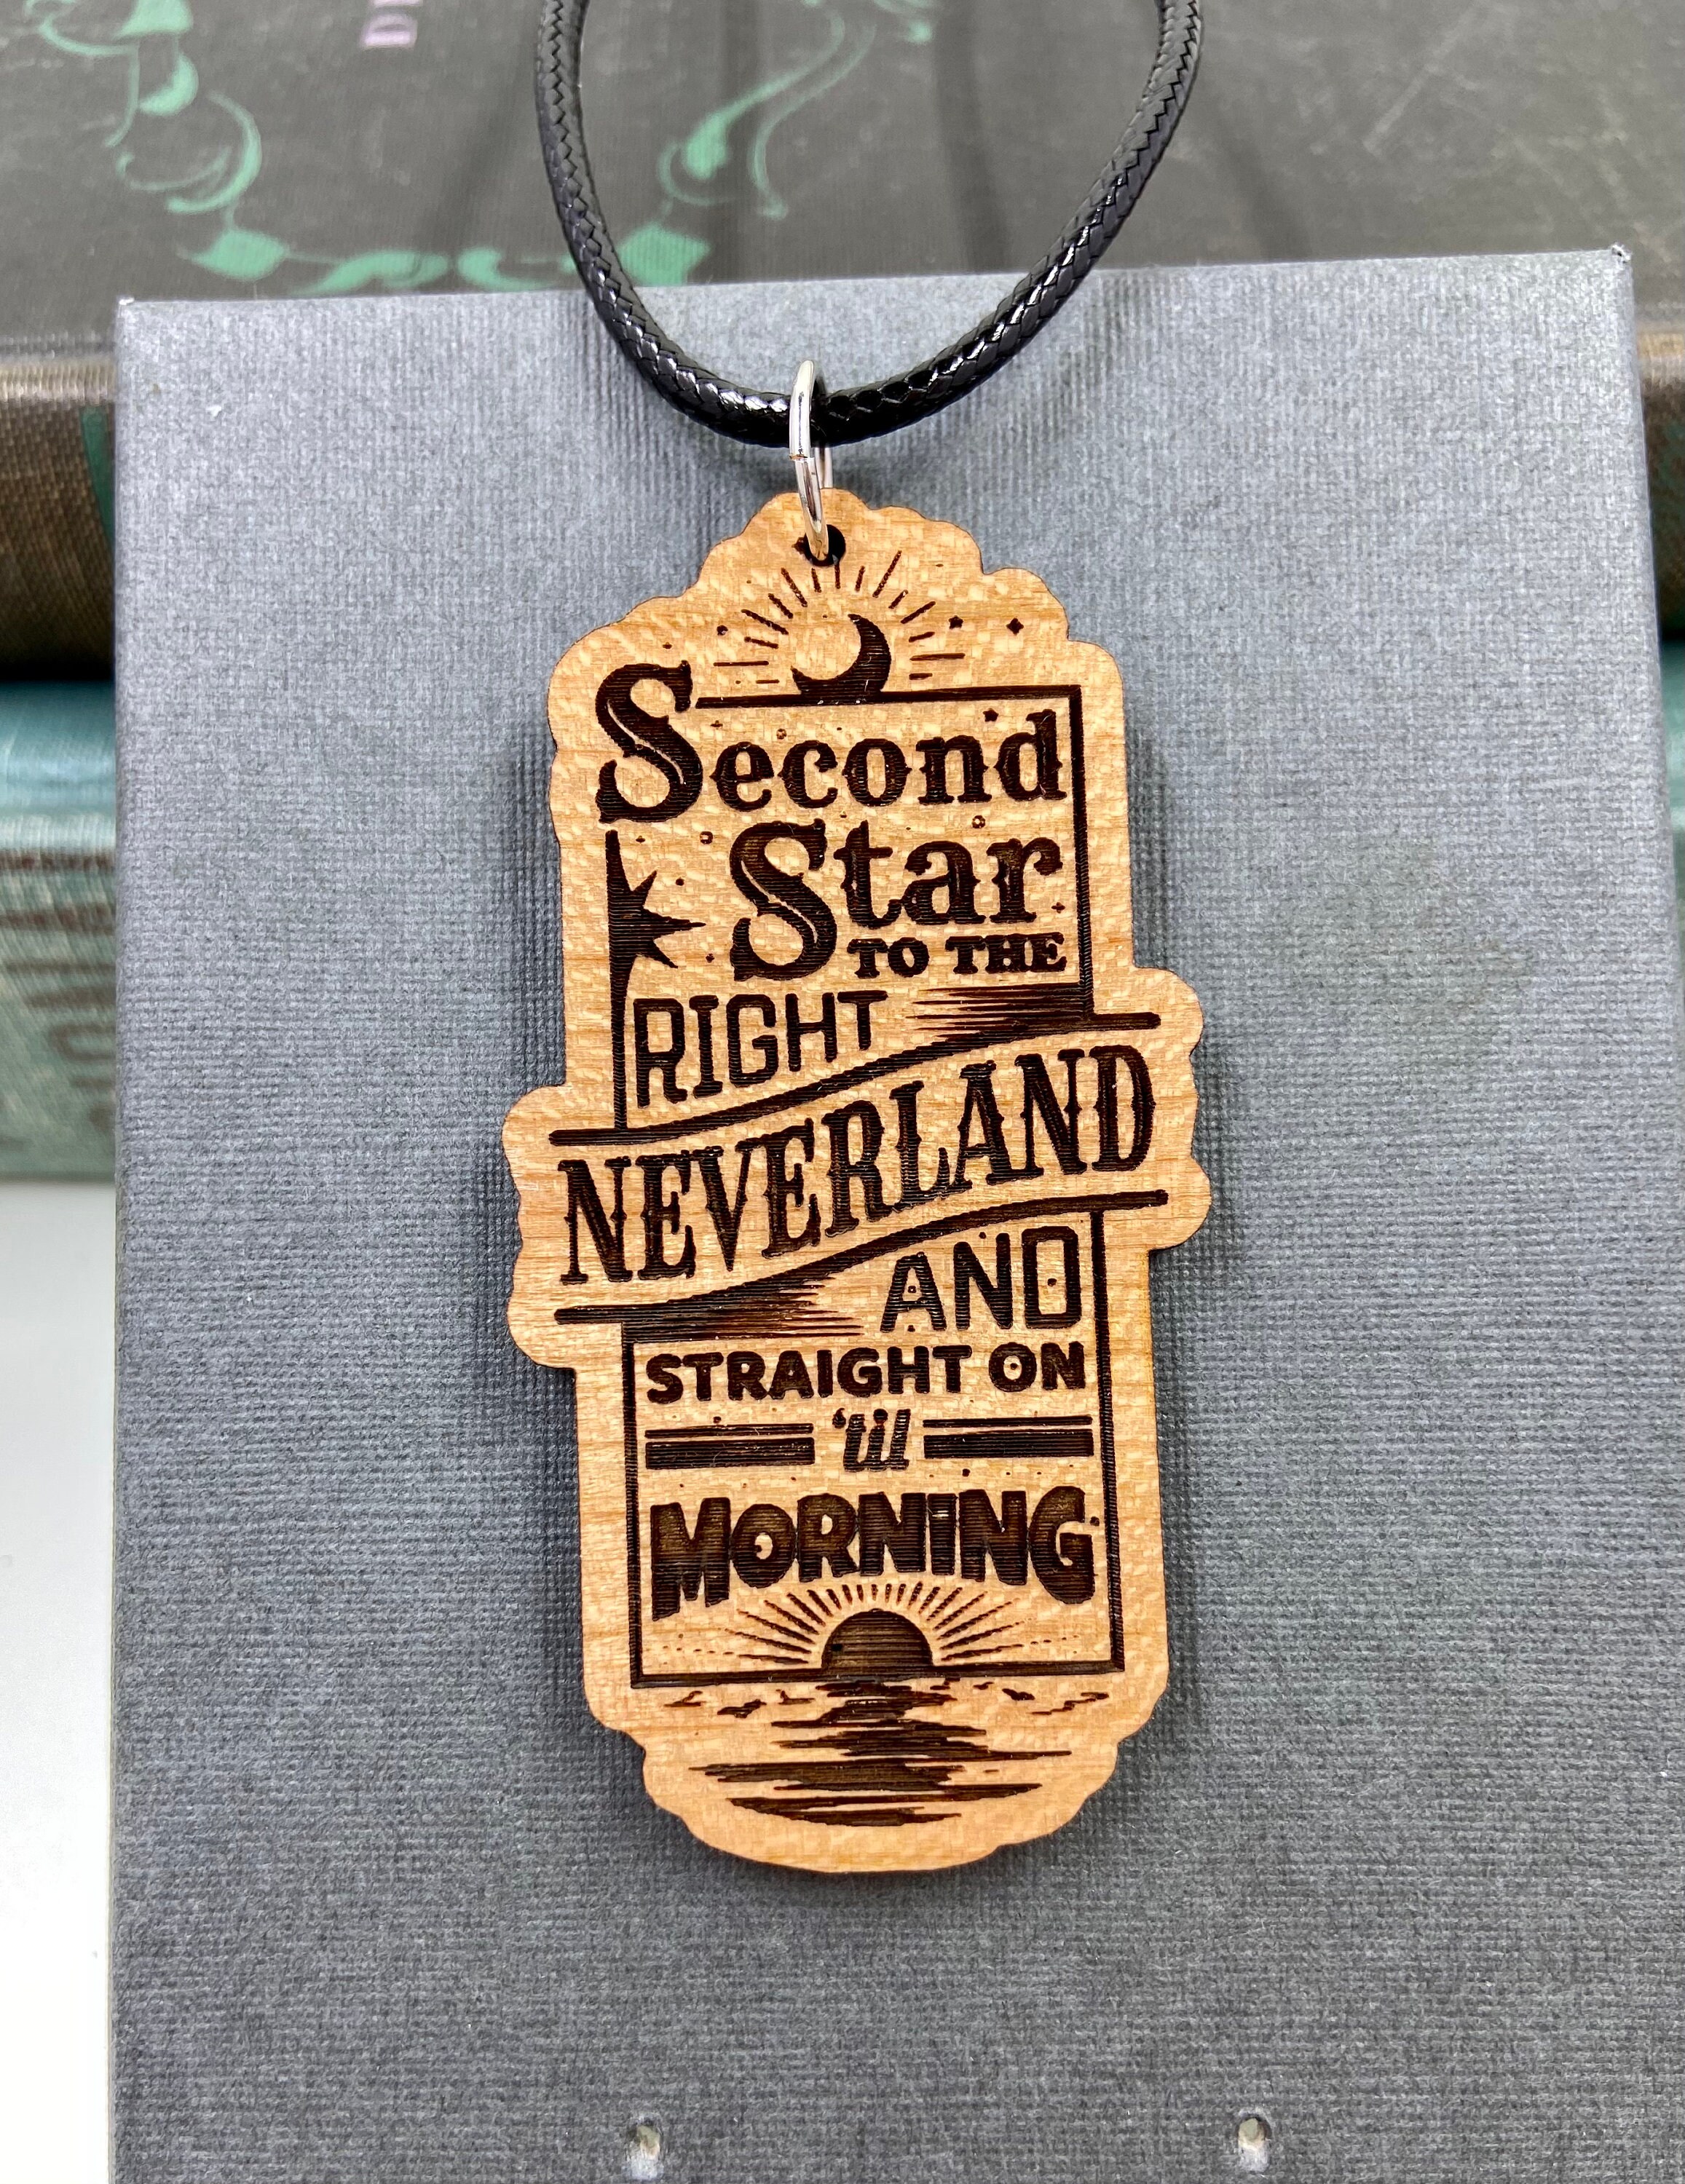 Second
Star
TO THE
RIGHT
NEVERLAND
AND
STRAIGHT ON
'til
MORNING